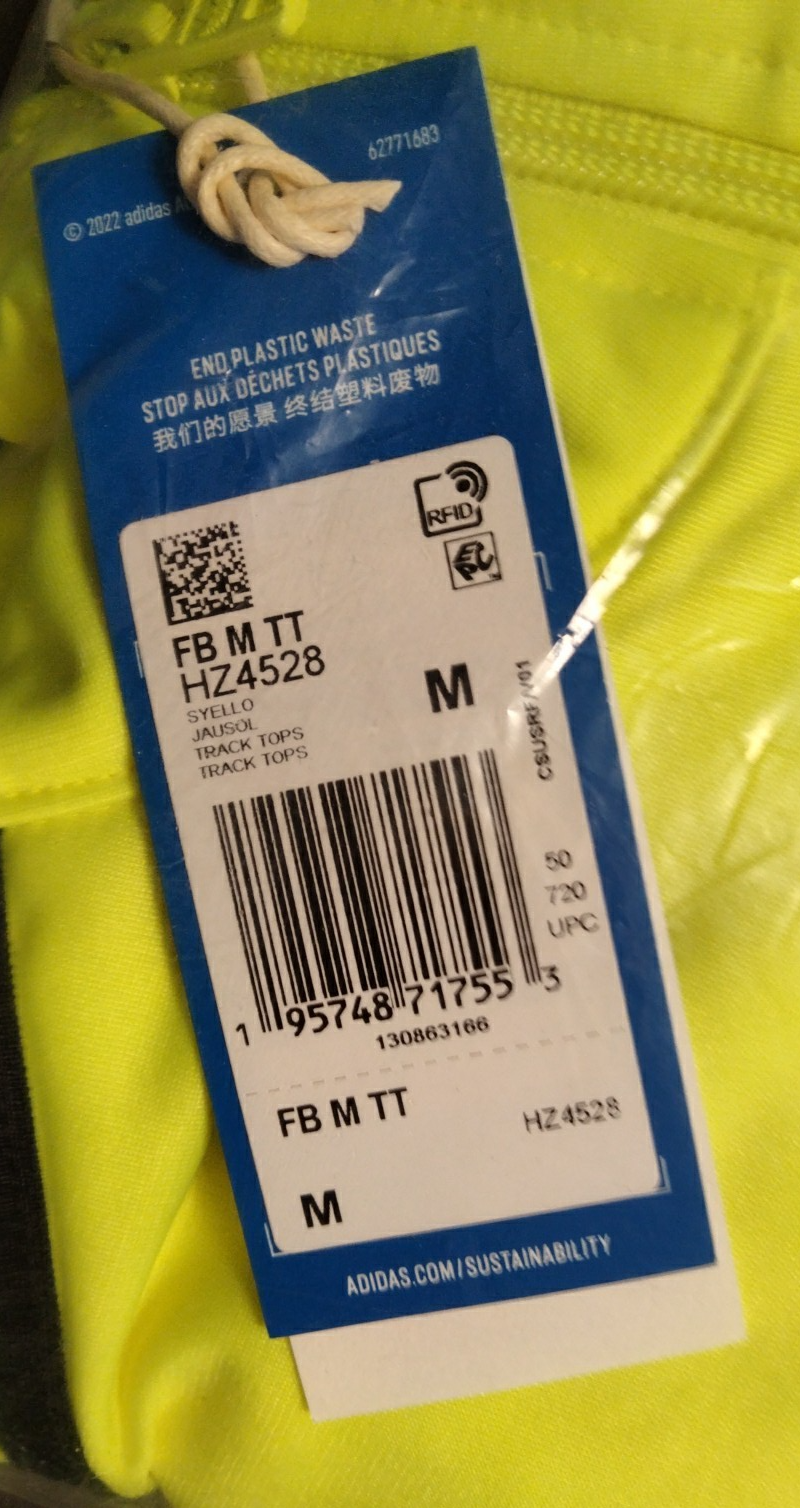 62771683
© 2022 adidas
END PLASTIC WASTE
STOP AUX DÉCHETS PLASTIQUES
我们的愿景 终结塑料废物
RFID
EPC
FB M TT
HZ4528
M
SYELLO
JAUSOL
TRACK TOPS
TRACK TOPS
CSUSRF/V01
50
720
UPC
1 95748 71755 3
130863166
FB M TT
HZ4528
M
ADIDAS.COM/SUSTAINABILITY